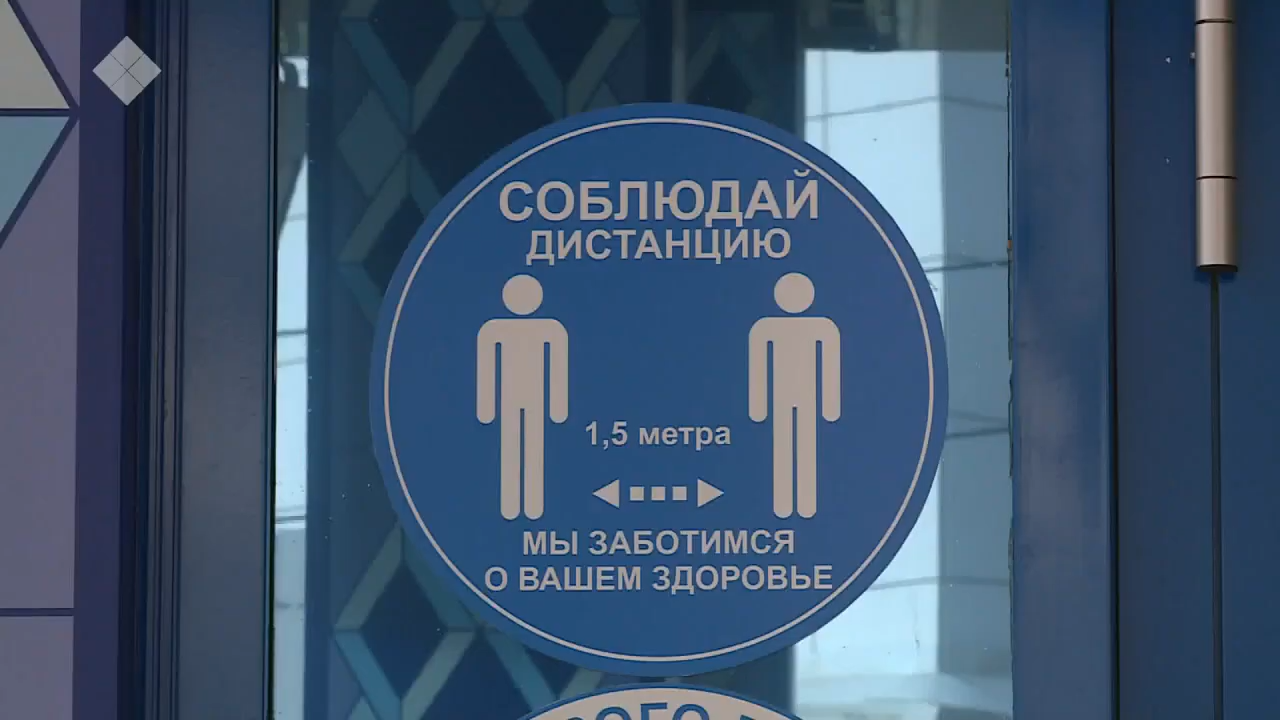 СОБЛЮДАЙ
ДИСТАНЦИЮ
1,5 метра
МЫ ЗАБОТИМСЯ
О ВАШЕМ ЗДОРОВЬЕ